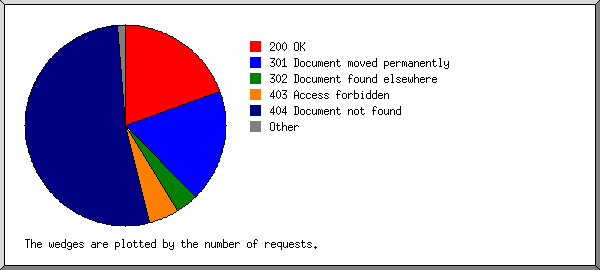 200 OK
301 Document moved permanently
302 Document found elsewhere
403 Access forbidden
404 Document not found
Other
The wedges are plotted by the number of requests.